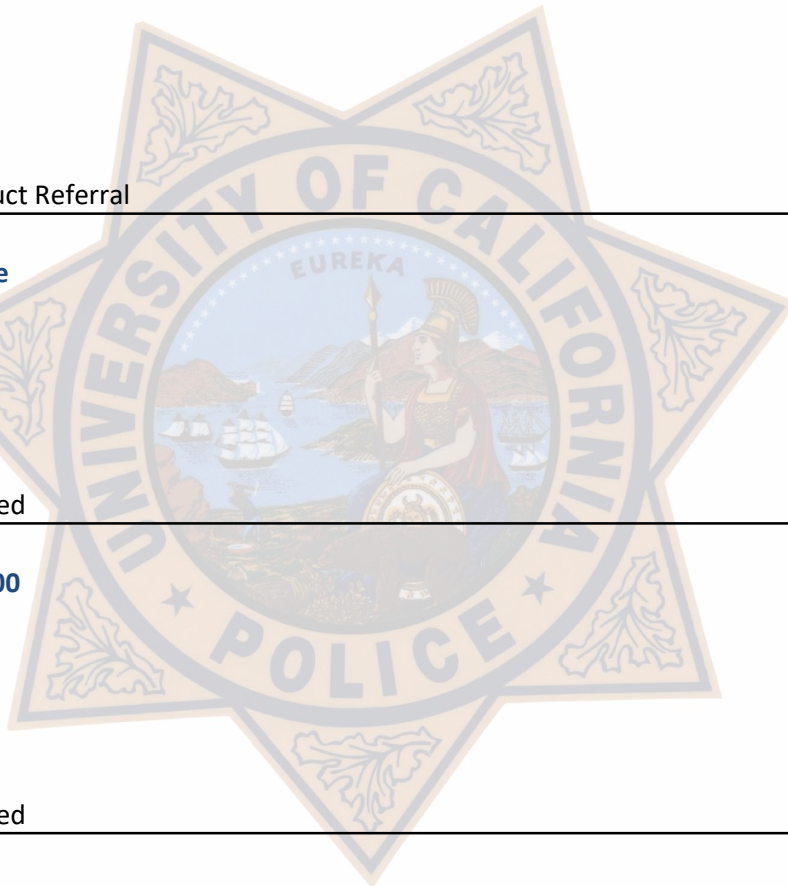 uct Referral
EUREKA
e
ed
00
ed
UNIVERSITY OF CALIFORNIA
★ POLICE ★